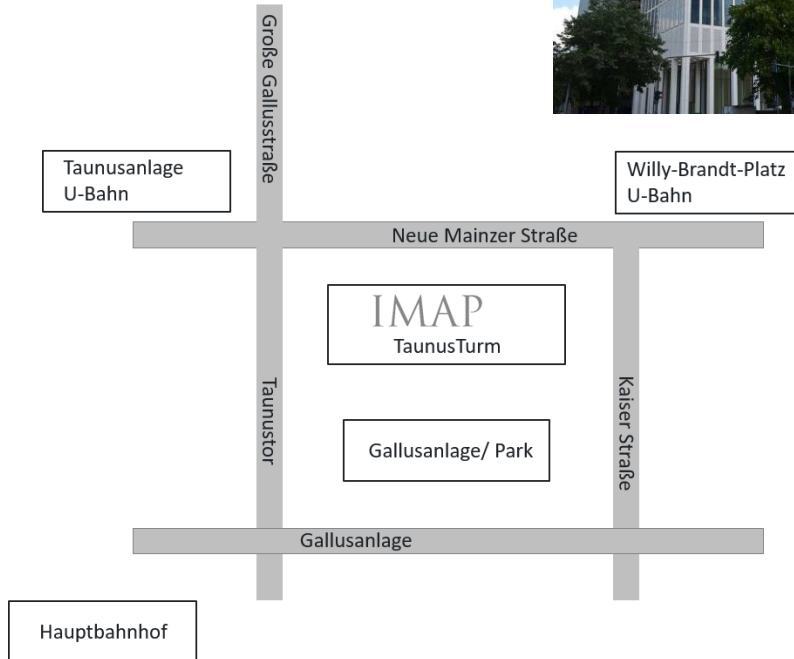 Große Gallusstraße
Taunusanlage
U-Bahn
Willy-Brandt-Platz
U-Bahn
Neue Mainzer Straße
IMAP
TaunusTurm
Taunustor
Kaiser Straße
Gallusanlage/ Park
Gallusanlage
Hauptbahnhof